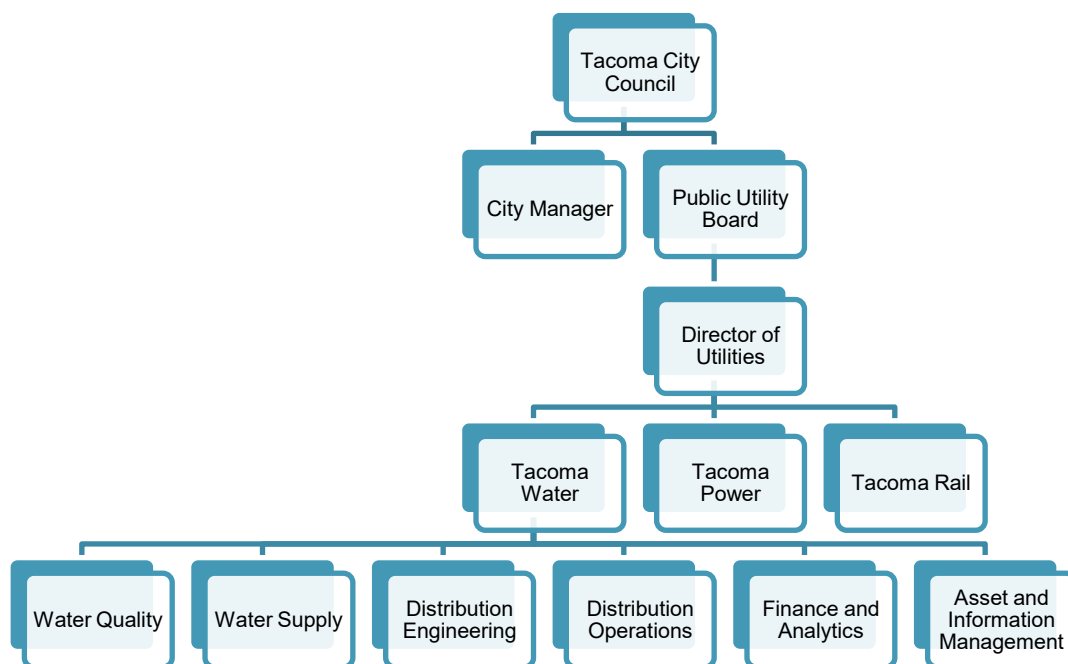 Tacoma City
Council
City Manager
Public Utility
Board
Director of
Utilities
Tacoma
Water
Tacoma
Power
Tacoma Rail
Water Quality
Water Supply
Distribution
Engineering
Distribution
Operations
Finance and
Analytics
Asset and
Information
Management